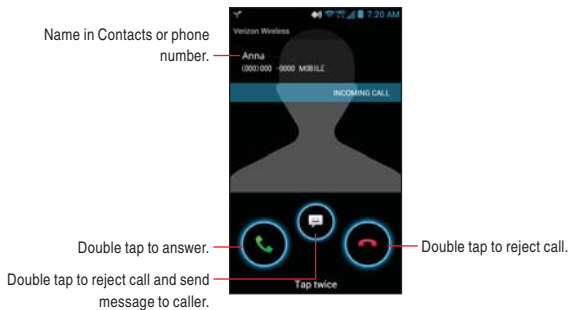 7:20 AM
Verizon Wireless
Name in Contacts or phone
number.
Anna
(000) 000 -0000 MOBILE
INCOMING CALL
Double tap to answer.
Double tap to reject call.
Double tap to reject call and send
message to caller.
Tap twice